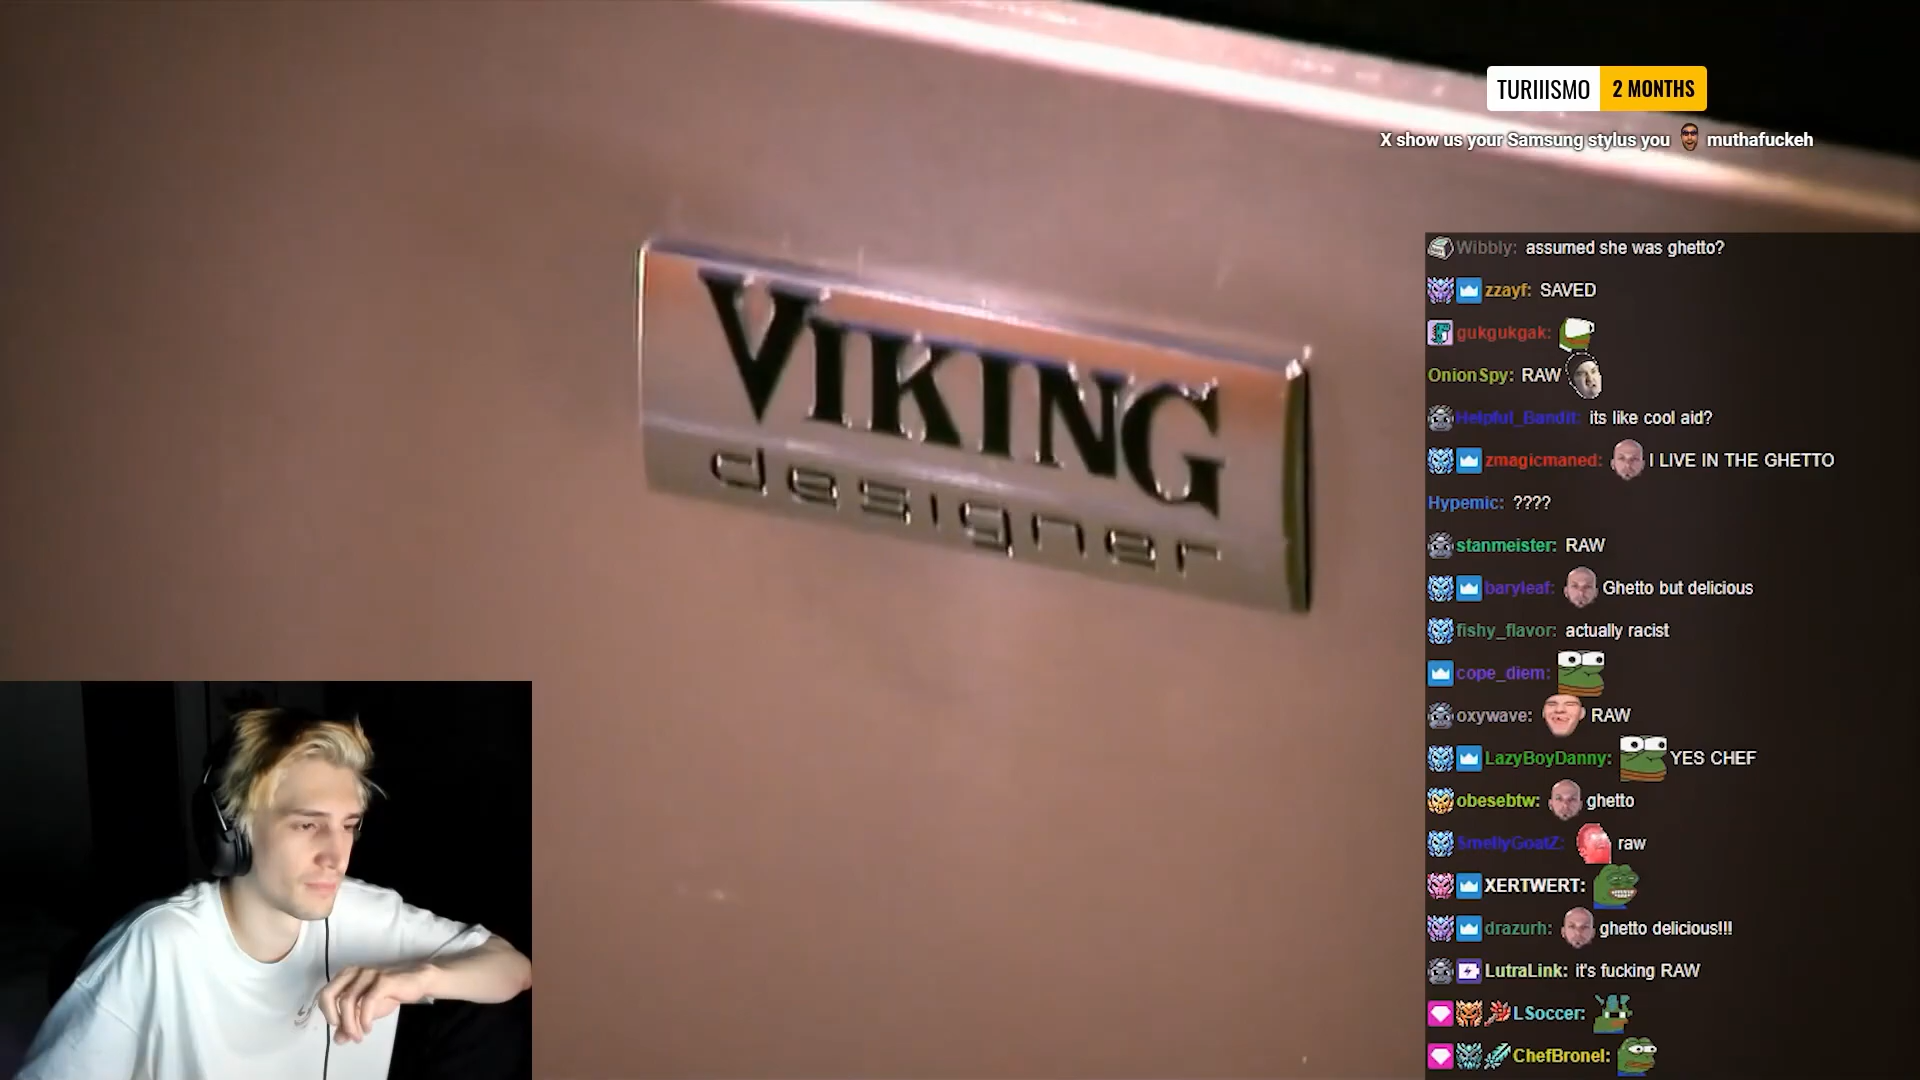 VIKING
designer
TURIIISMO 2 MONTHS
X show us your Samsung stylus you muthafuckeh
Wibbly: assumed she was ghetto?
zzayf: SAVED
gukgukgak:
OnionSpy: RAW
Helpful_Bandit: its like cool aid?
zmagicmaned: I LIVE IN THE GHETTO
Hypemic: ????
stanmeister: RAW
baryleaf: Ghetto but delicious
fishy_flavor: actually racist
cope_diem:
oxywave: RAW
LazyBoyDanny: YES CHEF
obesebtw: ghetto
SmellyGoatZ: raw
XERTWERT:
drazurh: ghetto delicious!!!
LutraLink: it's fucking RAW
LSoccer:
ChefBronel: